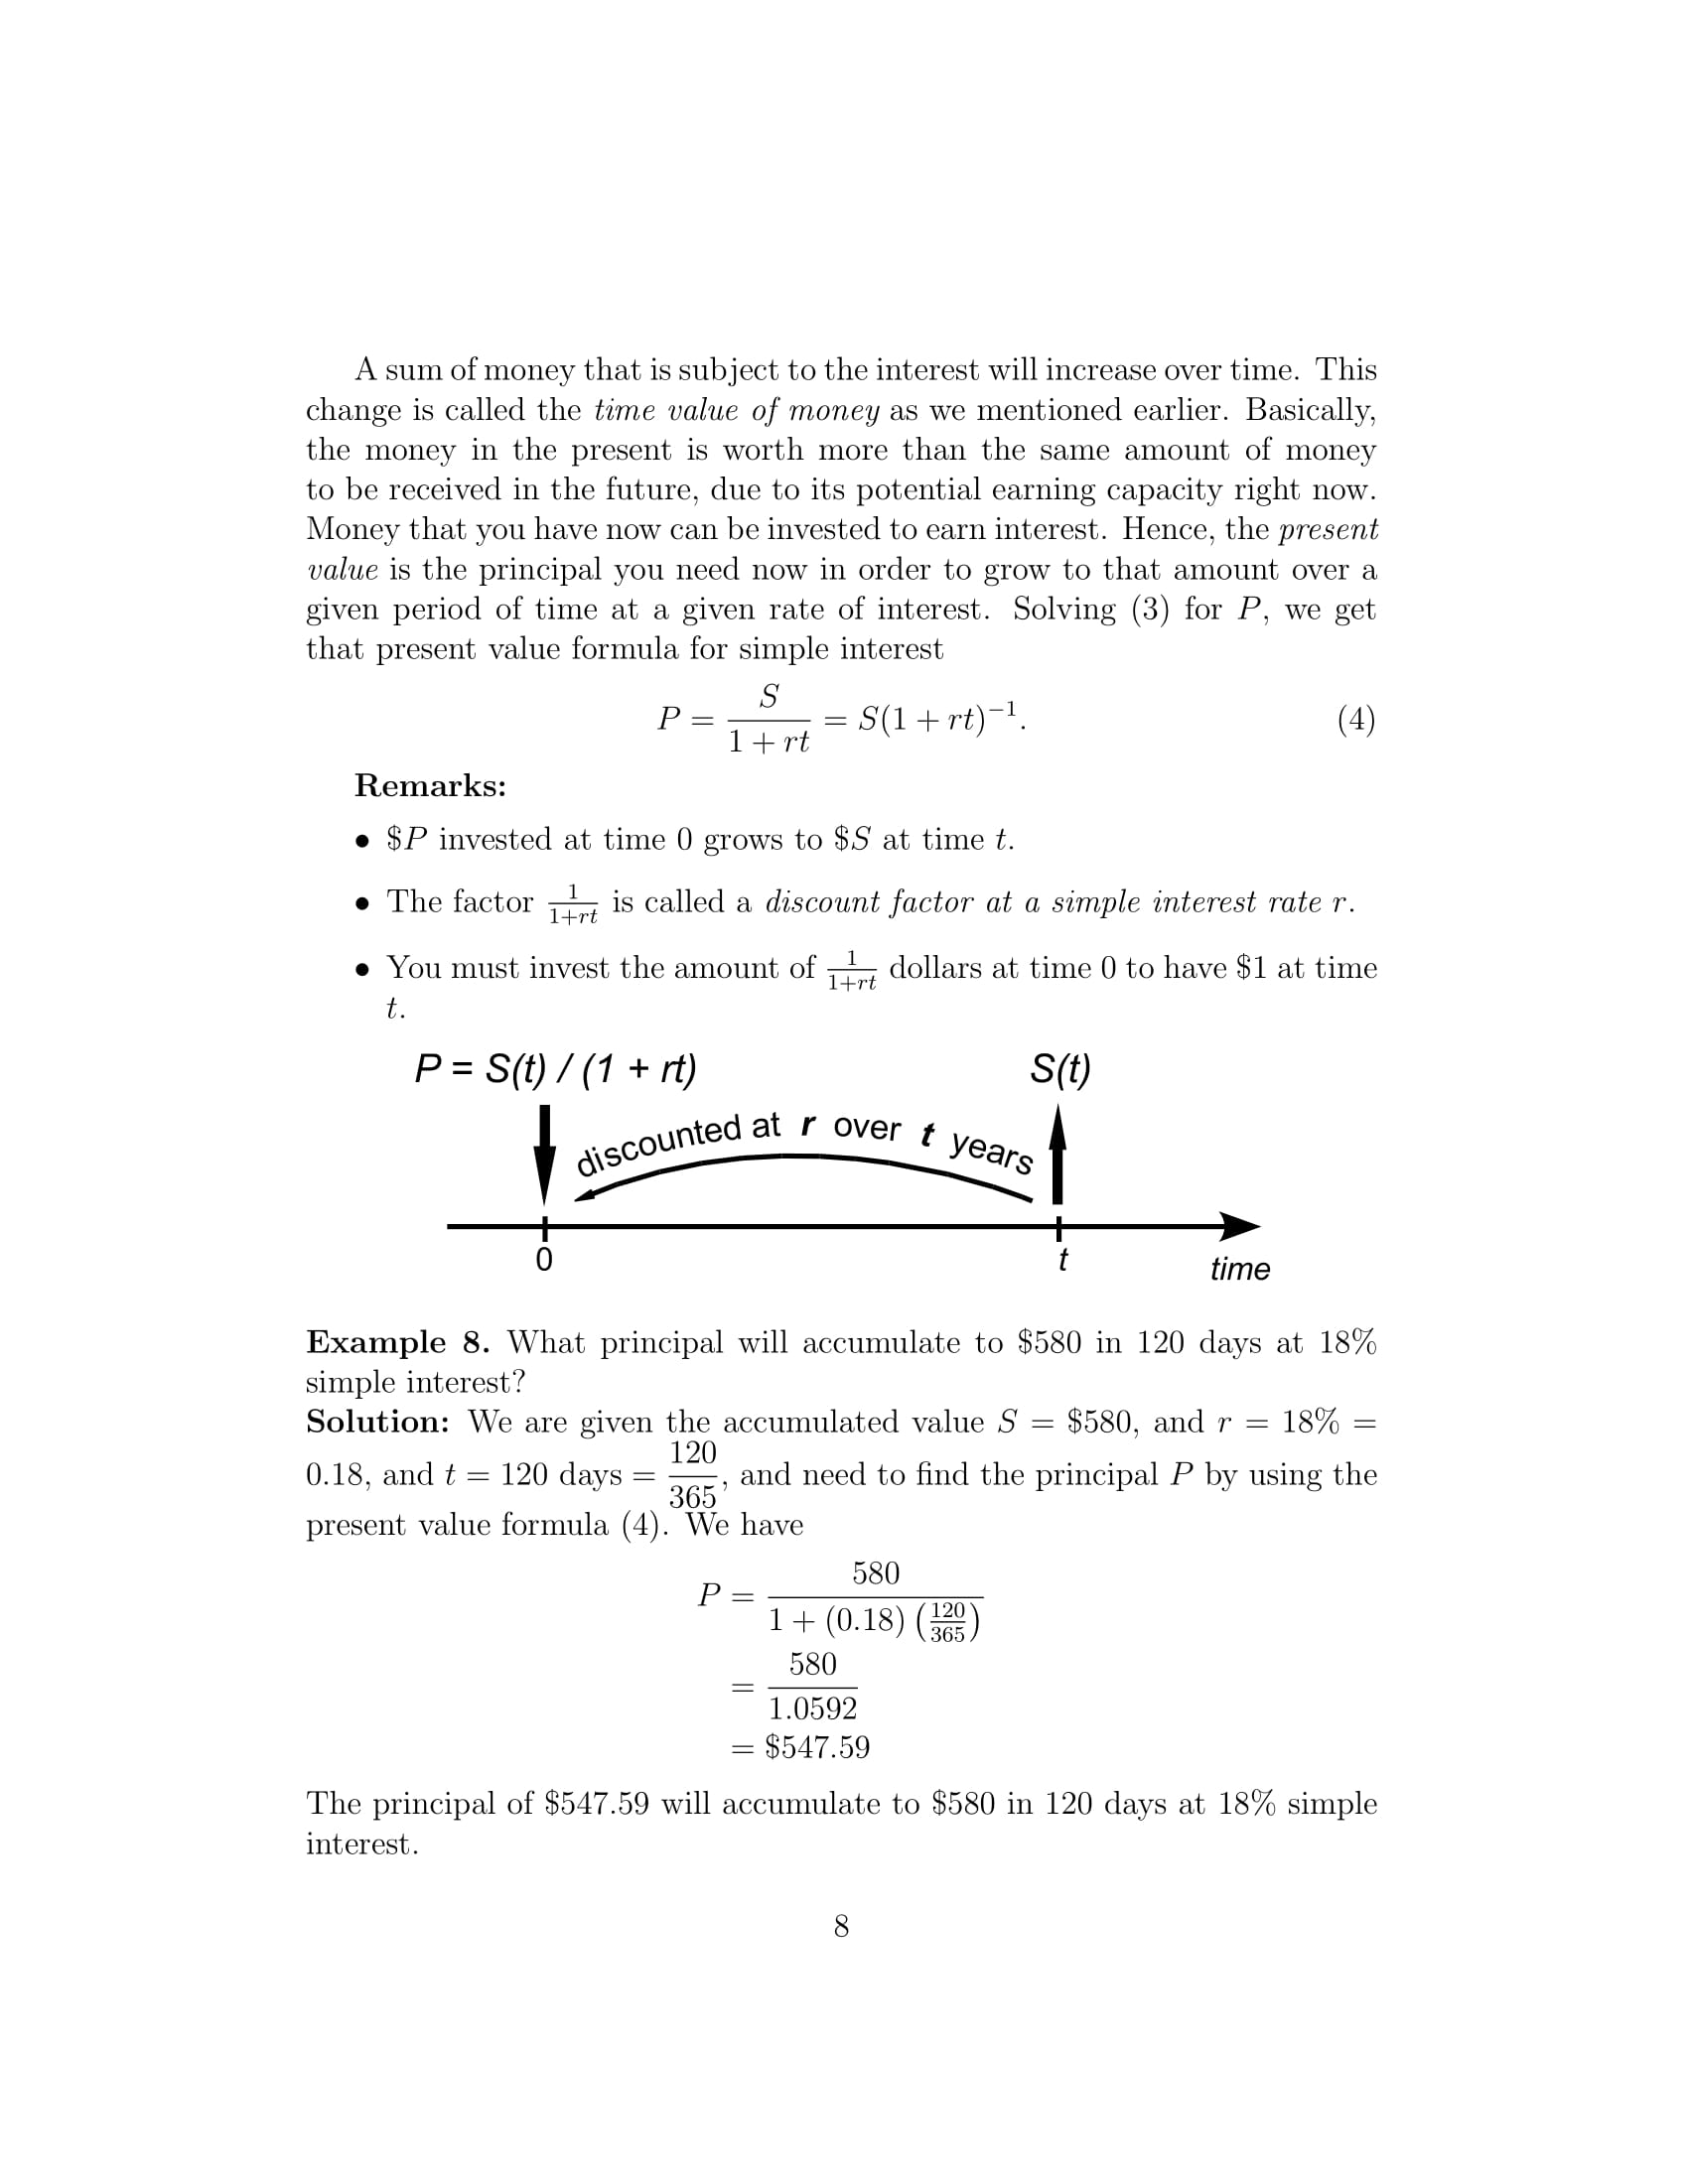 A sum of money that is subject to the interest will increase over time. This
change is called the time value of money as we mentioned earlier. Basically,
the money in the present is worth more than the same amount of money
to be received in the future, due to its potential earning capacity right now.
Money that you have now can be invested to earn interest. Hence, the present
value is the principal you need now in order to grow to that amount over a
given period of time at a given rate of interest. Solving (3) for P, we get
that present value formula for simple interest
P = \frac{S}{1 + rt} = S(1 + rt)^{-1}. (4)
Remarks:
• $P invested at time 0 grows to $S at time t.
• The factor \frac{1}{1+rt} is called a discount factor at a simple interest rate r.
• You must invest the amount of \frac{1}{1+rt} dollars at time 0 to have $1 at time
t.
P = S(t) / (1 + rt) S(t)
discounted at r over t years
0 t
time
Example 8. What principal will accumulate to $580 in 120 days at 18%
simple interest?
Solution: We are given the accumulated value S = $580, and r = 18% =
0.18, and t = 120 days = \frac{120}{365}, and need to find the principal P by using the
present value formula (4). We have
P = \frac{580}{1 + (0.18) (\frac{120}{365})}
= \frac{580}{1.0592}
= $547.59
The principal of $547.59 will accumulate to $580 in 120 days at 18% simple
interest.
8